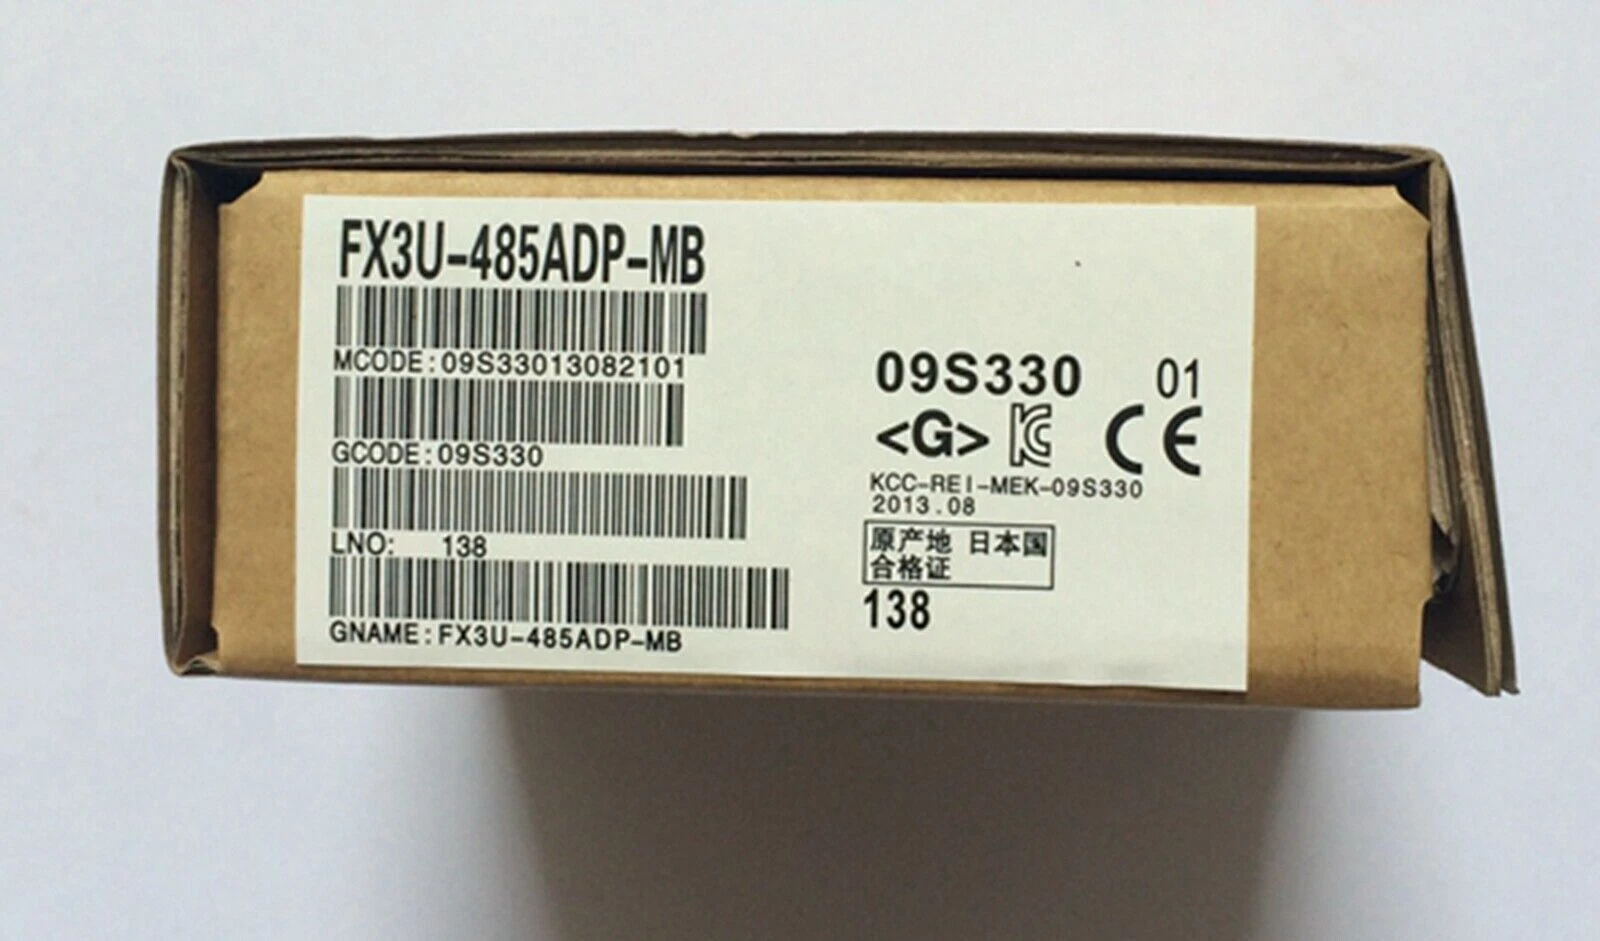 FX3U-485ADP-MB
MCODE:09S33013082101
GCODE:09S330
LNO: 138
GNAME:FX3U-485ADP-MB
09S330 01
<G> KC CE
KCC-REI-MEK-09S330
2013.08
原产地 日本国
合格证
138